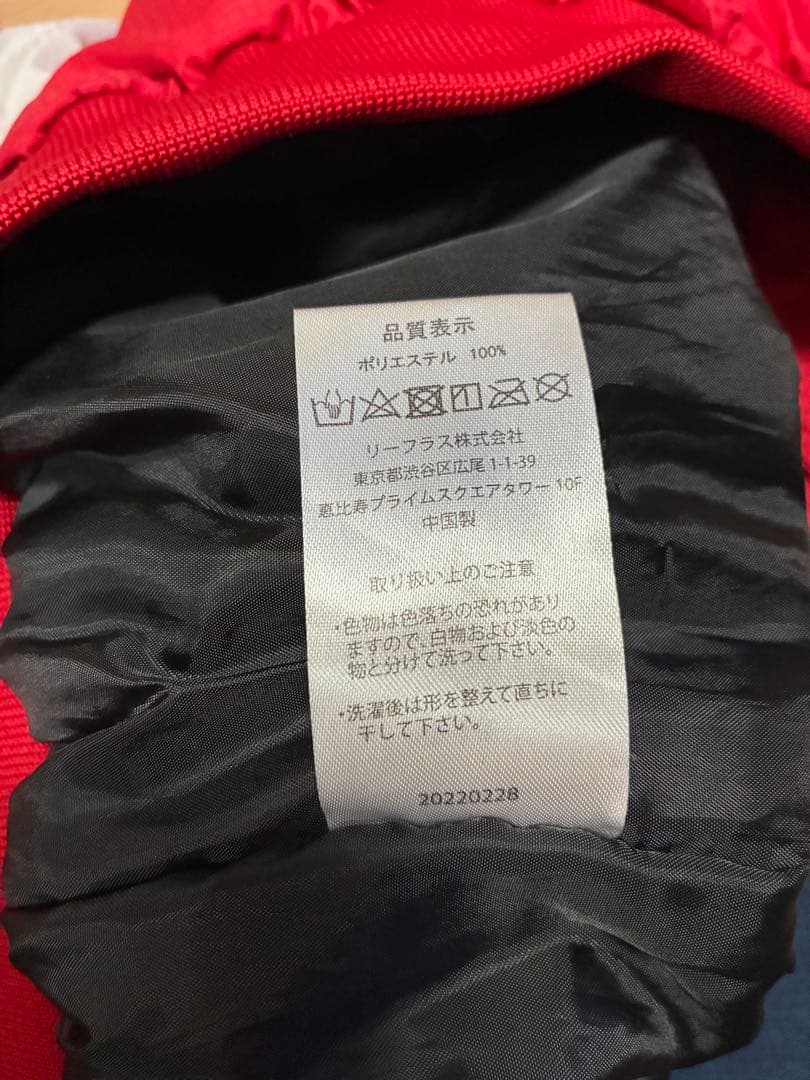 品質表示
ポリエステル 100%
リーフラス株式会社
東京都渋谷区広尾1-1-39
恵比寿プライムスクエアタワー 10F
中国製
取り扱い上のご注意
・色物は色落ちの恐れがあり
ますので、白物および淡色の
物と分けて洗って下さい。
・洗濯後は形を整えて直ちに
干して下さい。
20220228